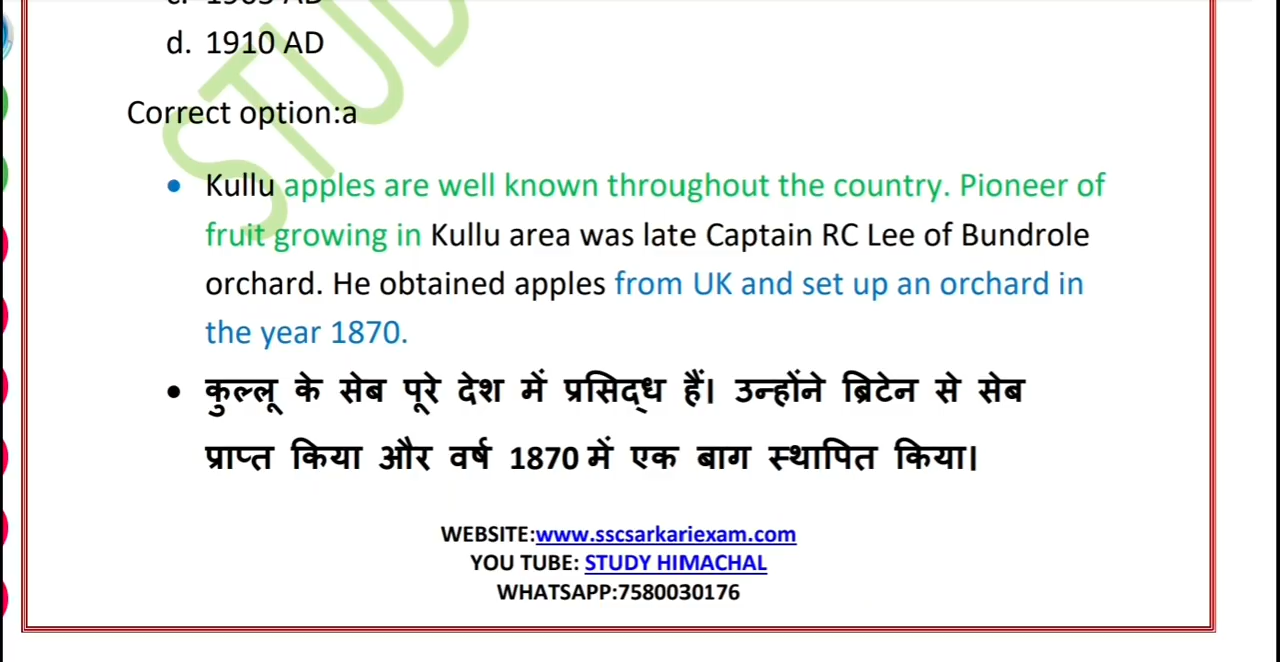 d. 1910 AD
Correct option:a
• Kullu apples are well known throughout the country. Pioneer of
fruit growing in Kullu area was late Captain RC Lee of Bundrole
orchard. He obtained apples from UK and set up an orchard in
the year 1870.
• कुल्लू के सेब पूरे देश में प्रसिद्ध हैं। उन्होंने ब्रिटेन से सेब
प्राप्त किया और वर्ष 1870 में एक बाग स्थापित किया।
WEBSITE:www.sscsarkariexam.com
YOU TUBE: STUDY HIMACHAL
WHATSAPP:7580030176